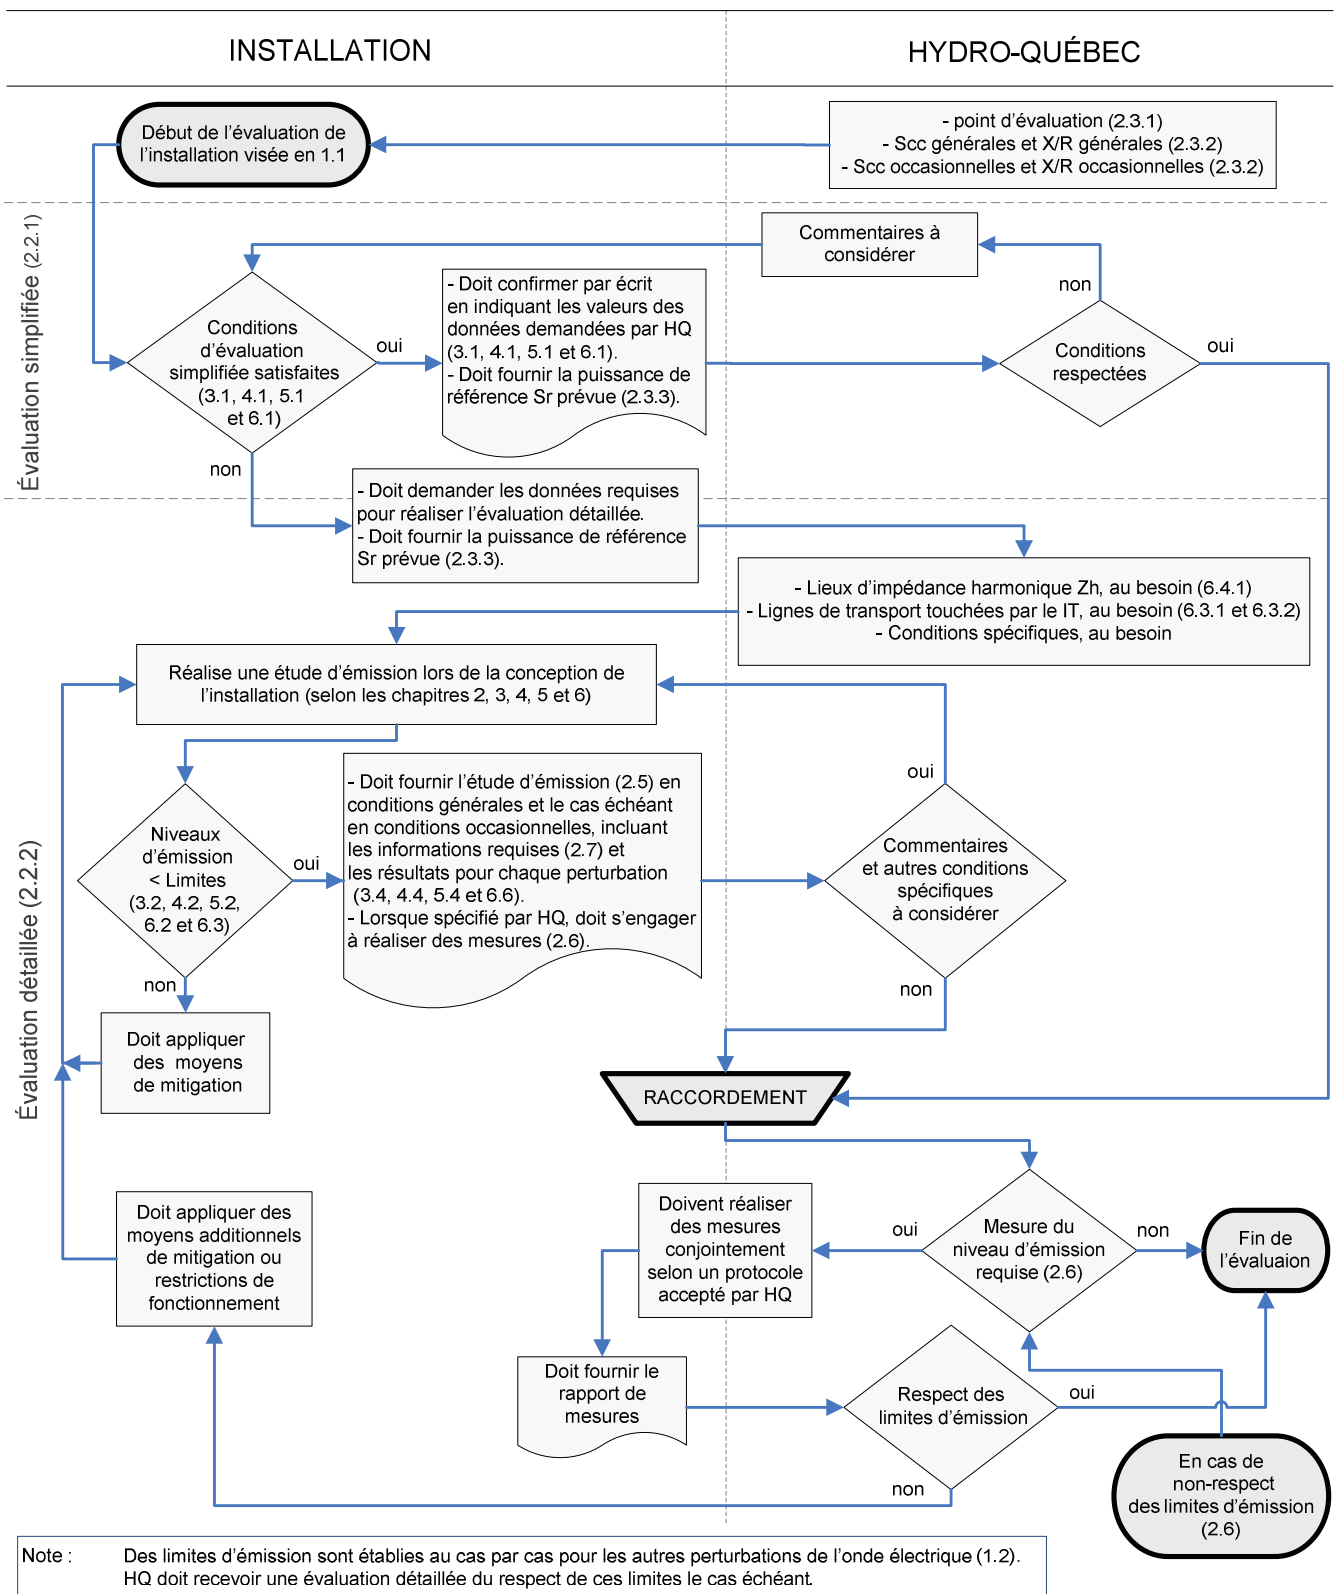 INSTALLATION
HYDRO-QUÉBEC
Début de l'évaluation de
l'installation visée en 1.1
- point d'évaluation (2.3.1)
- Scc générales et X/R générales (2.3.2)
- Scc occasionnelles et X/R occasionnelles (2.3.2)
Évaluation simplifiée (2.2.1)
Commentaires à
considérer
non
Conditions
d'évaluation
simplifiée satisfaites
(3.1, 4.1, 5.1
et 6.1)
oui
- Doit confirmer par écrit
en indiquant les valeurs des
données demandées par HQ
(3.1, 4.1, 5.1 et 6.1).
- Doit fournir la puissance de
référence Sr prévue (2.3.3).
Conditions
respectées
oui
non
- Doit demander les données requises
pour réaliser l'évaluation détaillée.
- Doit fournir la puissance de référence
Sr prévue (2.3.3).
- Lieux d'impédance harmonique Zh, au besoin (6.4.1)
- Lignes de transport touchées par le IT, au besoin (6.3.1 et 6.3.2)
- Conditions spécifiques, au besoin
Évaluation détaillée (2.2.2)
Réalise une étude d'émission lors de la conception de
l'installation (selon les chapitres 2, 3, 4, 5 et 6)
oui
Niveaux
d'émission
< Limites
(3.2, 4.2, 5.2,
6.2 et 6.3)
oui
- Doit fournir l'étude d'émission (2.5) en
conditions générales et le cas échéant
en conditions occasionnelles, incluant
les informations requises (2.7) et
les résultats pour chaque perturbation
(3.4, 4.4, 5.4 et 6.6).
- Lorsque spécifié par HQ, doit s'engager
à réaliser des mesures (2.6).
Commentaires
et autres conditions
spécifiques
à considérer
non
non
Doit appliquer
des moyens
de mitigation
RACCORDEMENT
Doit appliquer des
moyens additionnels
de mitigation ou
restrictions de
fonctionnement
Doivent réaliser
des mesures
conjointement
selon un protocole
accepté par HQ
oui
Mesure du
niveau d'émission
requise (2.6)
non
Fin de
l'évaluaion
Doit fournir le
rapport de
mesures
Respect des
limites d'émission
oui
non
En cas de
non-respect
des limites d'émission
(2.6)
Note : Des limites d'émission sont établies au cas par cas pour les autres perturbations de l'onde électrique (1.2).
HQ doit recevoir une évaluation détaillée du respect de ces limites le cas échéant.